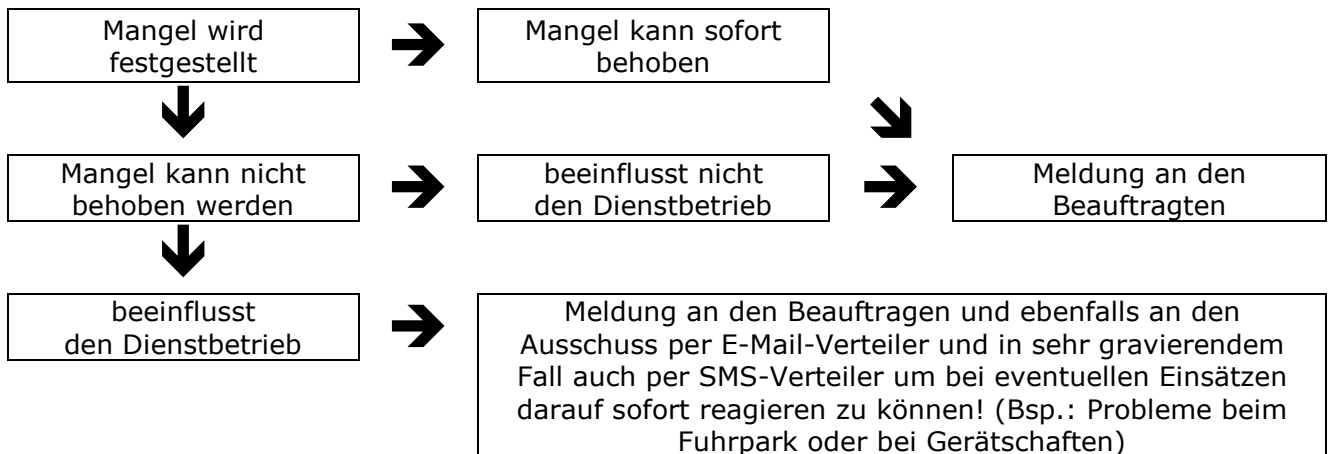 Mangel wird
festgestellt
Mangel kann sofort
behoben
Mangel kann nicht
behoben werden
beeinflusst nicht
den Dienstbetrieb
Meldung an den
Beauftragten
beeinflusst
den Dienstbetrieb
Meldung an den Beauftragen und ebenfalls an den
Ausschuss per E-Mail-Verteiler und in sehr gravierendem
Fall auch per SMS-Verteiler um bei eventuellen Einsätzen
darauf sofort reagieren zu können! (Bsp.: Probleme beim
Fuhrpark oder bei Gerätschaften)